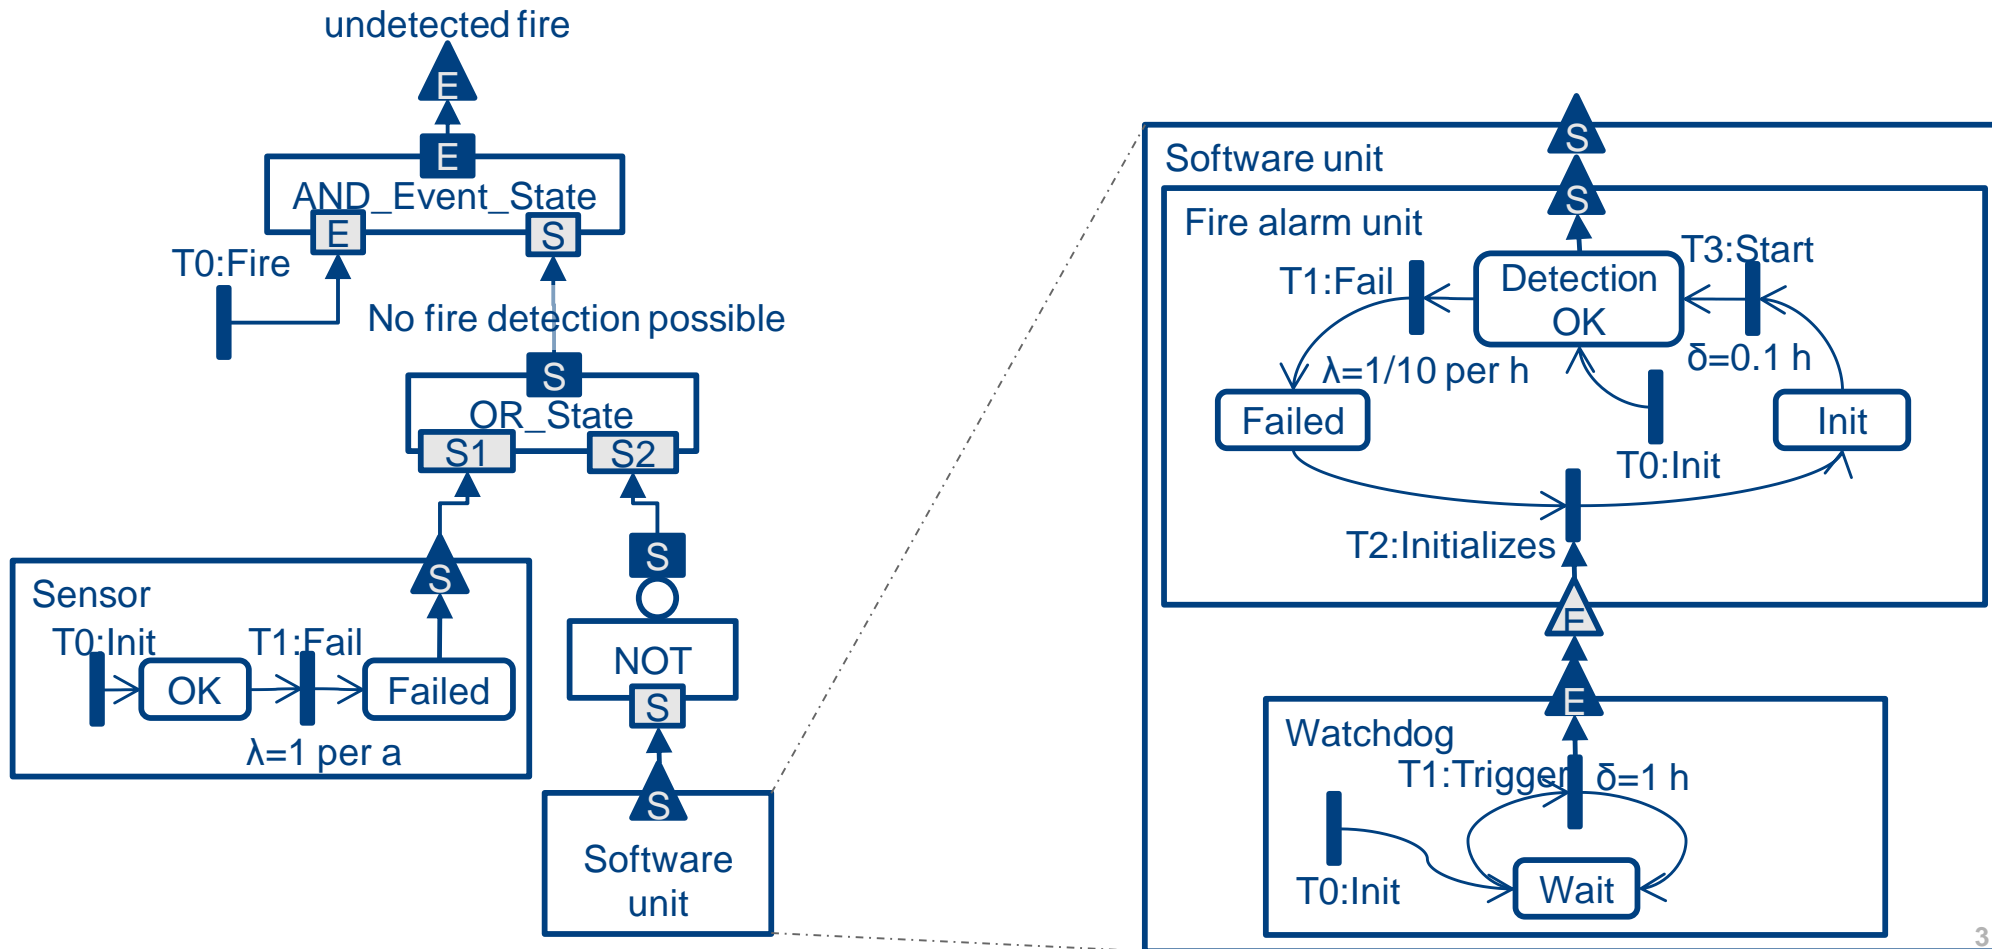 undetected fire
E
E
AND_Event_State
E
S
T0:Fire
No fire detection possible
S
OR_State
S1
S2
S
S
Sensor
T0:Init
T1:Fail
OK
Failed
λ=1 per a
NOT
S
S
Software
unit
S
Software unit
S
Fire alarm unit
T3:Start
T1:Fail
Detection
OK
λ=1/10 per h
δ=0.1 h
Failed
Init
T0:Init
T2:Initializes
E
E
Watchdog
T1:Trigger
δ=1 h
T0:Init
Wait
3